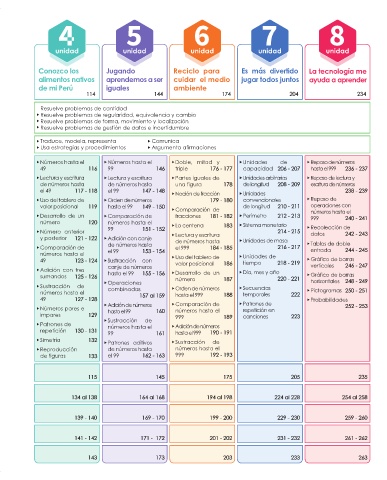 4
unidad
5
unidad
6
unidad
7
unidad
8
unidad
Conozco los
alimentos nativos
de mi Perú
114
Jugando
aprendemos a ser
iguales
144
Reciclo para
cuidar el medio
ambiente
174
Es más divertido
jugar todos juntos
204
La tecnología me
ayuda a aprender
234
Resuelve problemas de cantidad
• Resuelve problemas de regularidad, equivalencia y cambio
• Resuelve problemas de forma, movimiento y localización
• Resuelve problemas de gestión de datos e incertidumbre
• Traduce, modela, representa
• Usa estrategias y procedimientos
• Comunica
• Argumenta afirmaciones
• Números hasta el
49 116
• Lectura y escritura
de números hasta
el 49 117 - 118
• Uso del tablero de
valor posicional 119
• Desarrollo de un
número 120
• Número anterior
y posterior 121 - 122
• Comparación de
números hasta el
49 123 - 124
• Adición con tres
sumandos 125 - 126
• Sustracción de
números hasta el
49 127 - 128
• Números pares e
impares 129
• Patrones de
repetición 130 - 131
• Simetría 132
• Reproducción
de figuras 133
• Números hasta el
99 146
• Lectura y escritura
de números hasta
el 99 147 - 148
• Orden de números
hasta el 99 149 - 150
• Comparación de
números hasta el
99 151 - 152
• Adición con canje
de números hasta
el 99 153 - 154
• Sustracción con
canje de números
hasta el 99 155 - 156
• Operaciones
combinadas
157 al 159
• Adición de números
hasta el 99 160
• Sustracción de
números hasta el
99 161
• Patrones aditivos
de números hasta
el 99 162 - 163
• Doble, mitad y
triple 176 - 177
• Partes iguales de
una figura 178
• Noción de fracción
179 - 180
• Comparación de
fracciones 181 - 182
• La centena 183
• Lectura y escritura
de números hasta
el 999 184 - 185
• Uso del tablero de
valor posicional 186
• Desarrollo de un
número 187
• Orden de números
hasta el 999 188
• Comparación de
números hasta el
999 189
• Adición de números
hasta el 999 190 - 191
• Sustracción de
números hasta el
999 192 - 193
• Unidades de
capacidad 206 - 207
• Unidades arbitrarias
de longitud 208 - 209
• Unidades
convencionales
de longitud 210 - 211
• Perímetro 212 - 213
• Sistema monetario
214 - 215
• Unidades de masa
216 - 217
• Unidades de
tiempo 218 - 219
• Día, mes y año
220 - 221
• Secuencias
temporales 222
• Patrones de
repetición en
canciones 223
• Repaso de números
hasta el 999 236 - 237
• Repaso de lectura y
escritura de números
238 - 239
• Repaso de
operaciones con
números hasta el
999 240 - 241
• Recolección de
datos 242 - 243
• Tablas de doble
entrada 244 - 245
• Gráfico de barras
verticales 246 - 247
• Gráfico de barras
horizontales 248 - 249
• Pictogramas 250 - 251
• Probabilidades
252 - 253
115 145 175 205 235
134 al 138 164 al 168 194 al 198 224 al 228 254 al 258
139 - 140 169 - 170 199 - 200 229 - 230 259 - 260
141 - 142 171 - 172 201 - 202 231 - 232 261 - 262
143 173 203 233 263